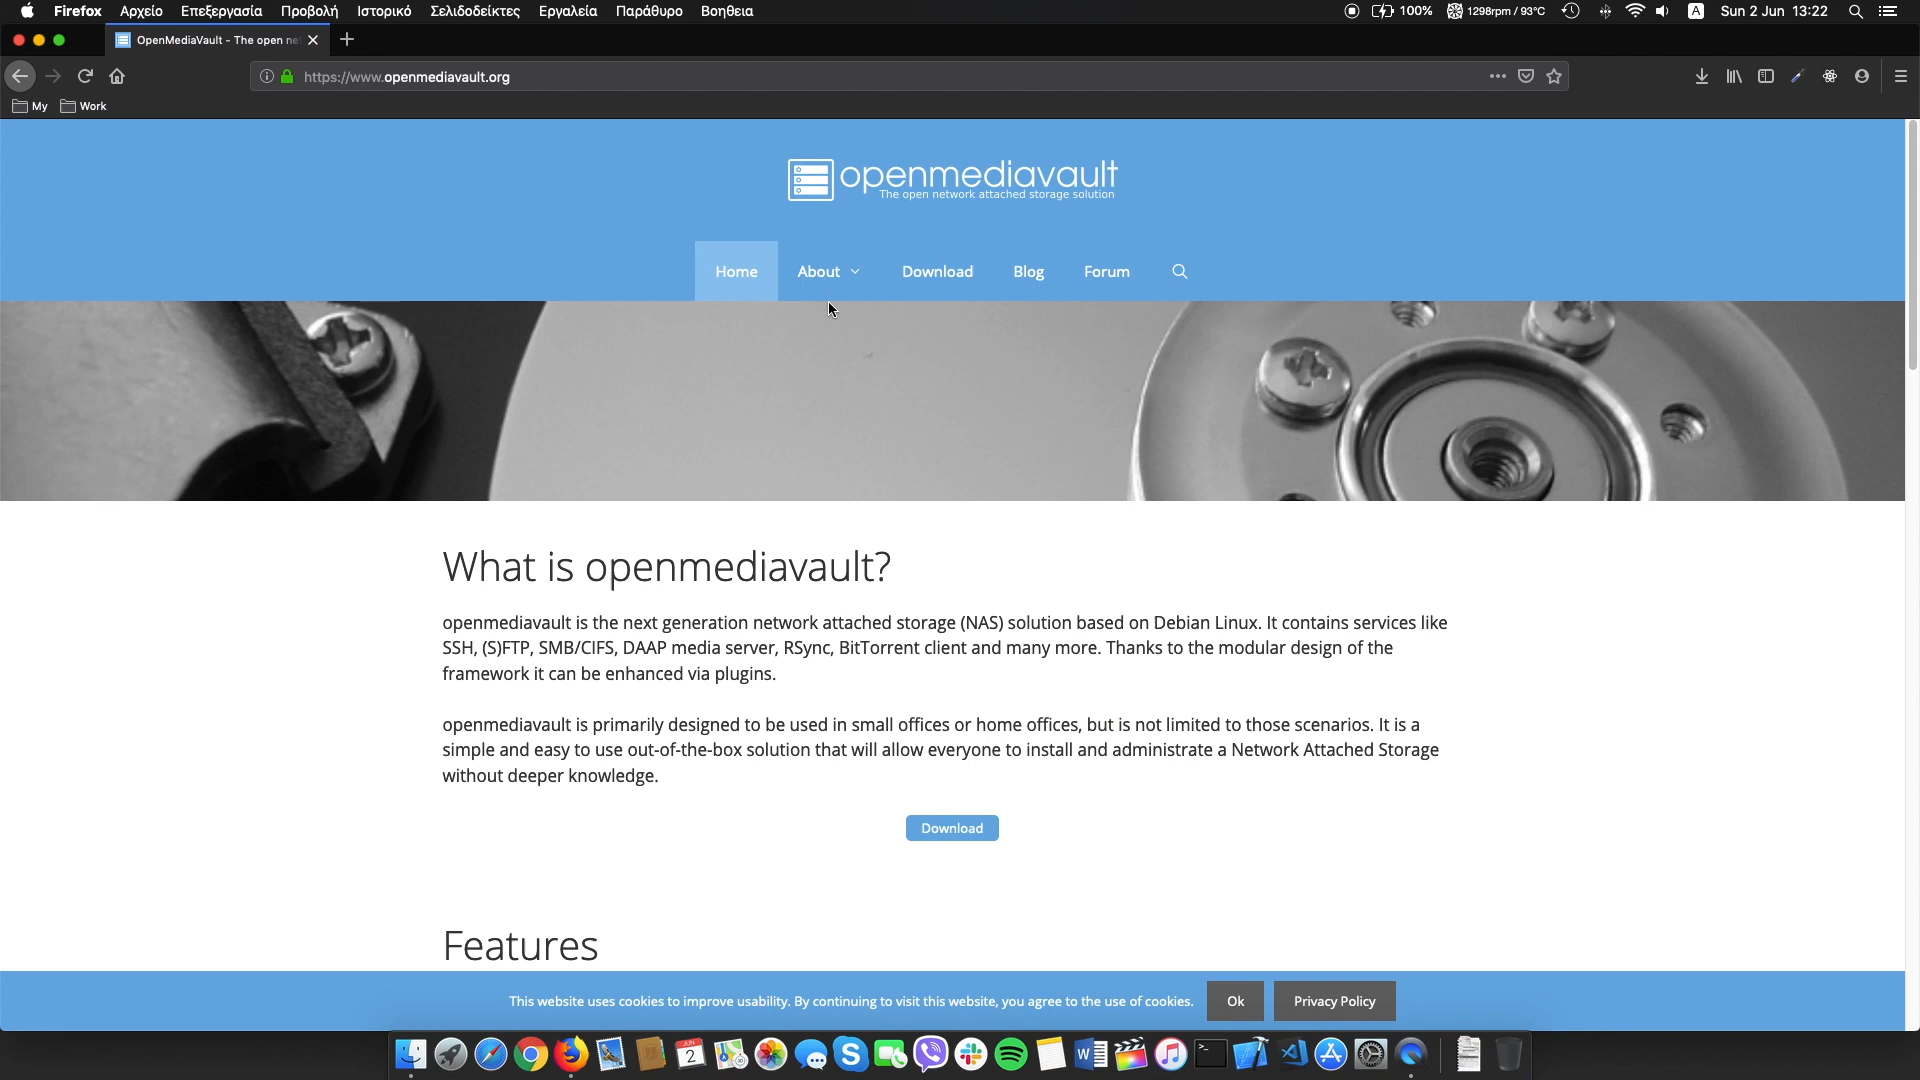 Firefox Αρχείο Επεξεργασία Προβολή Ιστορικό Σελιδοδείκτες Εργαλεία Παράθυρο Βοηθεια 100% 1298rpm / 93°C A Sun 2 Jun 13:22
OpenMediaVault - The open ne
https://www.openmediavault.org
My Work
openmediavault
The open network attached storage solution
Home About Download Blog Forum
What is openmediavault?
openmediavault is the next generation network attached storage (NAS) solution based on Debian Linux. It contains services like
SSH, (S)FTP, SMB/CIFS, DAAP media server, RSync, BitTorrent client and many more. Thanks to the modular design of the
framework it can be enhanced via plugins.
openmediavault is primarily designed to be used in small offices or home offices, but is not limited to those scenarios. It is a
simple and easy to use out-of-the-box solution that will allow everyone to install and administrate a Network Attached Storage
without deeper knowledge.
Download
Features
This website uses cookies to improve usability. By continuing to visit this website, you agree to the use of cookies. Ok Privacy Policy
JUN
2